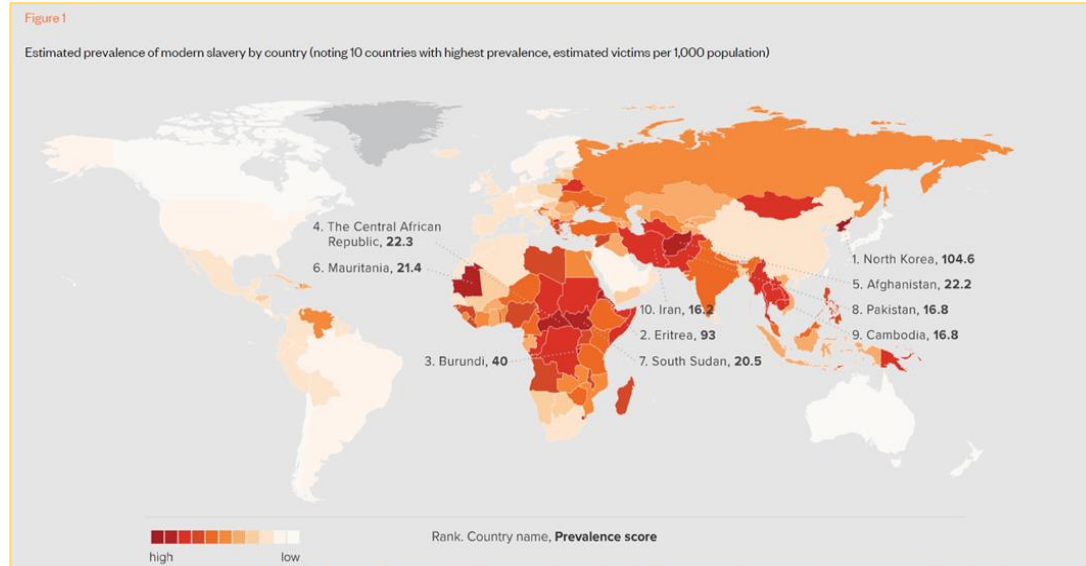 Figure 1
Estimated prevalence of modern slavery by country (noting 10 countries with highest prevalence, estimated victims per 1,000 population)
4. The Central African
Republic, 22.3
6. Mauritania, 21.4
1. North Korea, 104.6
5. Afghanistan, 22.2
10. Iran, 16.2
8. Pakistan, 16.8
2. Eritrea, 93
9. Cambodia, 16.8
3. Burundi, 40
7. South Sudan, 20.5
Rank. Country name, Prevalence score
high
low